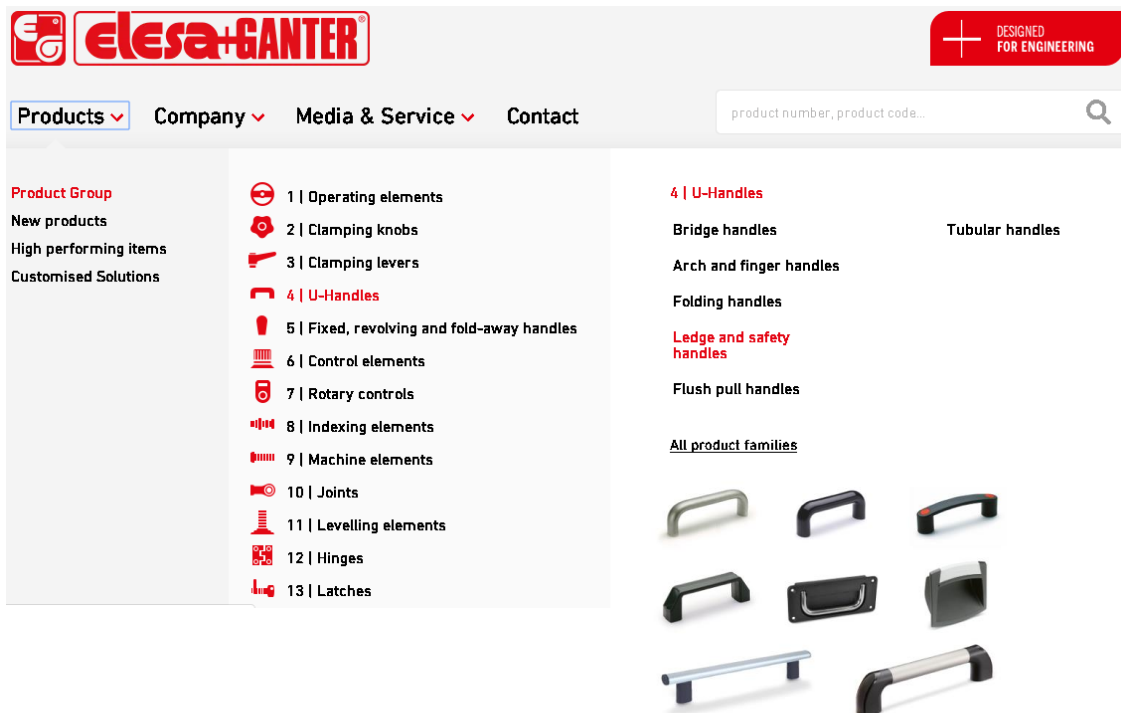 elesa+GANTER®
DESIGNED
FOR ENGINEERING
Products
Company
Media & Service
Contact
product number, product code...
Product Group
New products
High performing items
Customised Solutions
1 | Operating elements
2 | Clamping knobs
3 | Clamping levers
4 | U-Handles
5 | Fixed, revolving and fold-away handles
6 | Control elements
7 | Rotary controls
8 | Indexing elements
9 | Machine elements
10 | Joints
11 | Levelling elements
12 | Hinges
13 | Latches
4 | U-Handles
Bridge handles
Arch and finger handles
Folding handles
Ledge and safety
handles
Flush pull handles
Tubular handles
All product families